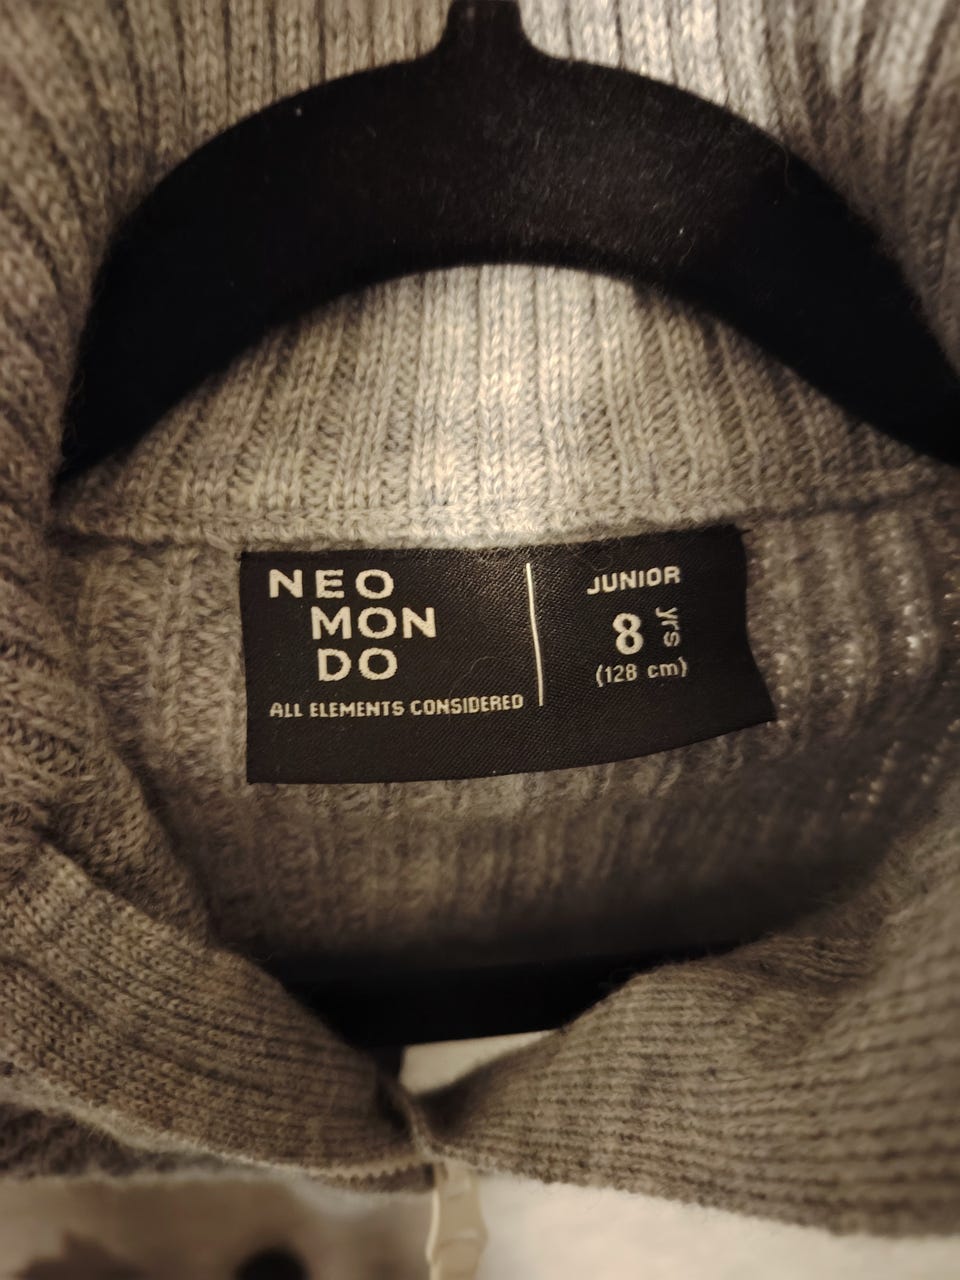 NEO
MON
DO
ALL ELEMENTS CONSIDERED
JUNIOR
8 yrs
(128 cm)